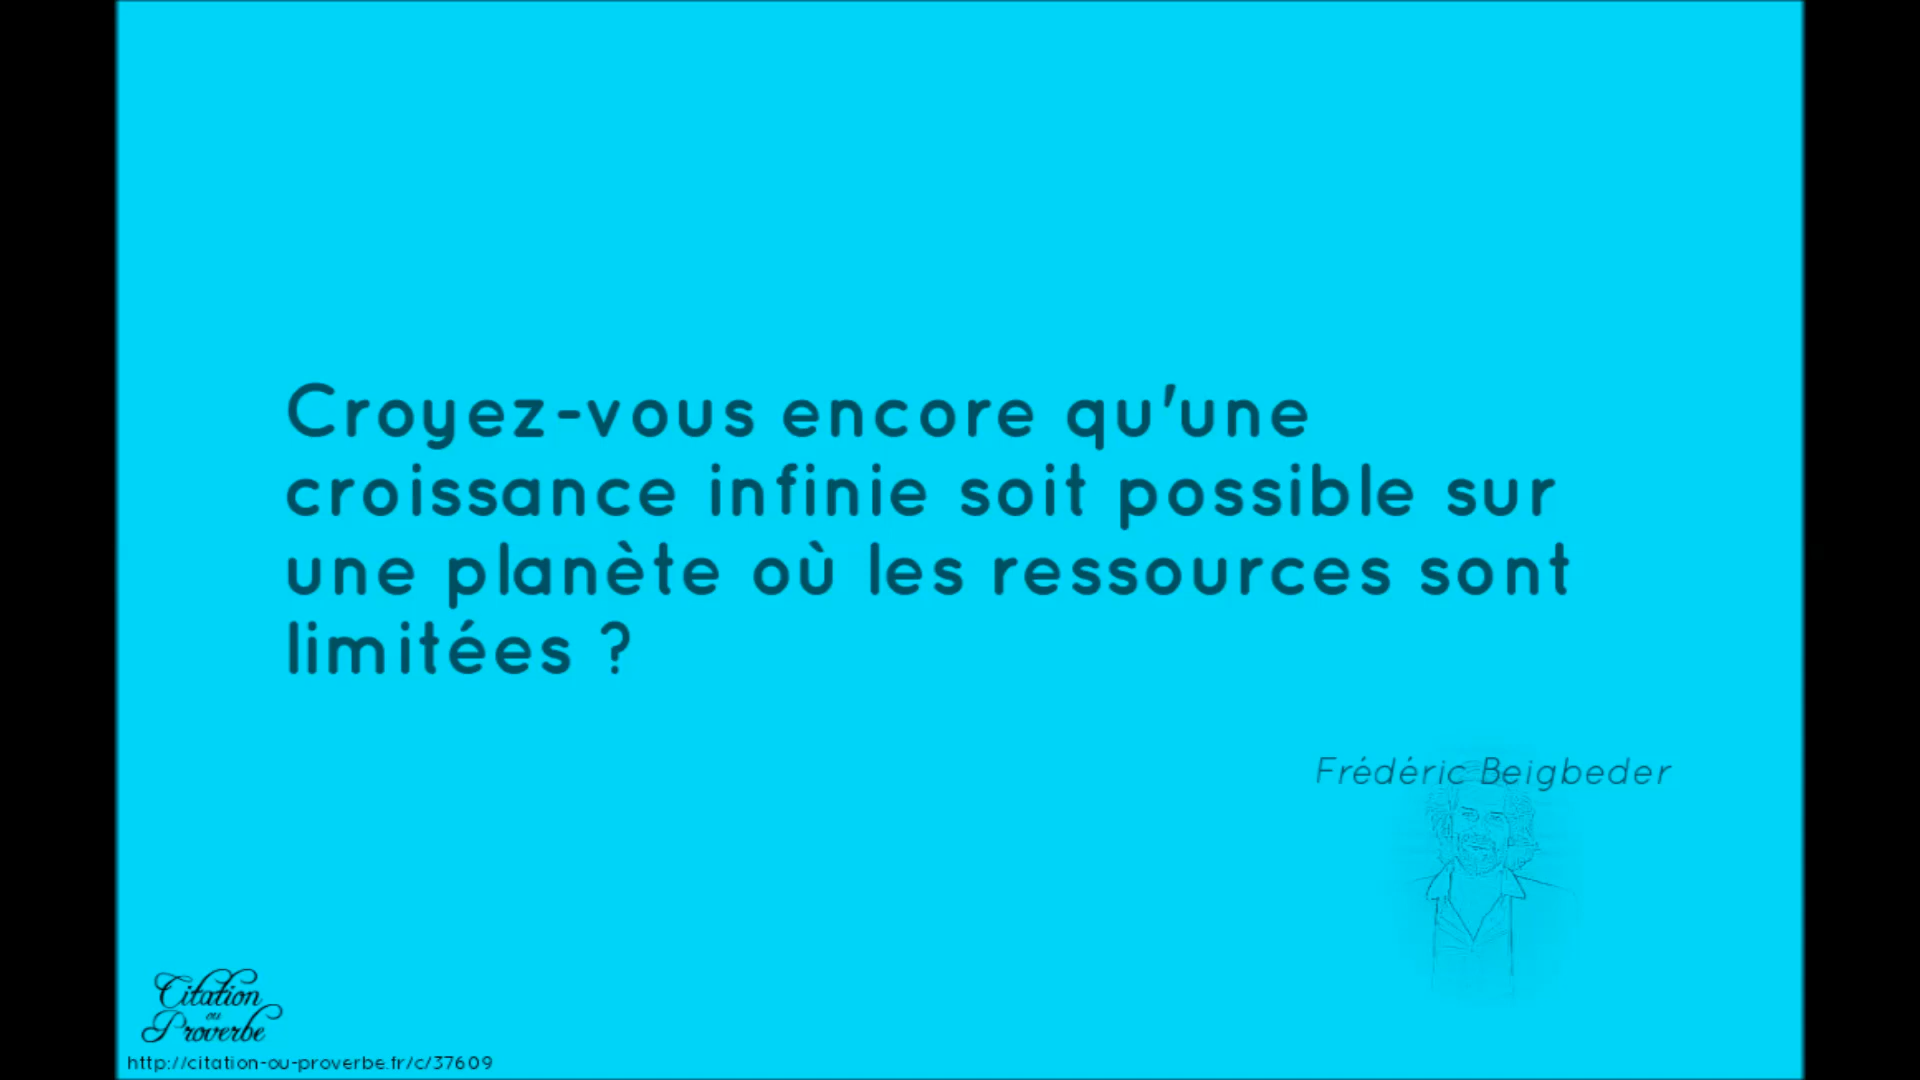 Croyez-vous encore qu'une
croissance infinie soit possible sur
une planète où les ressources sont
limitées ?
Frédéric Beigbeder
Citation
ou
Proverbe
http://citation-ou-proverbe.fr/c/37609